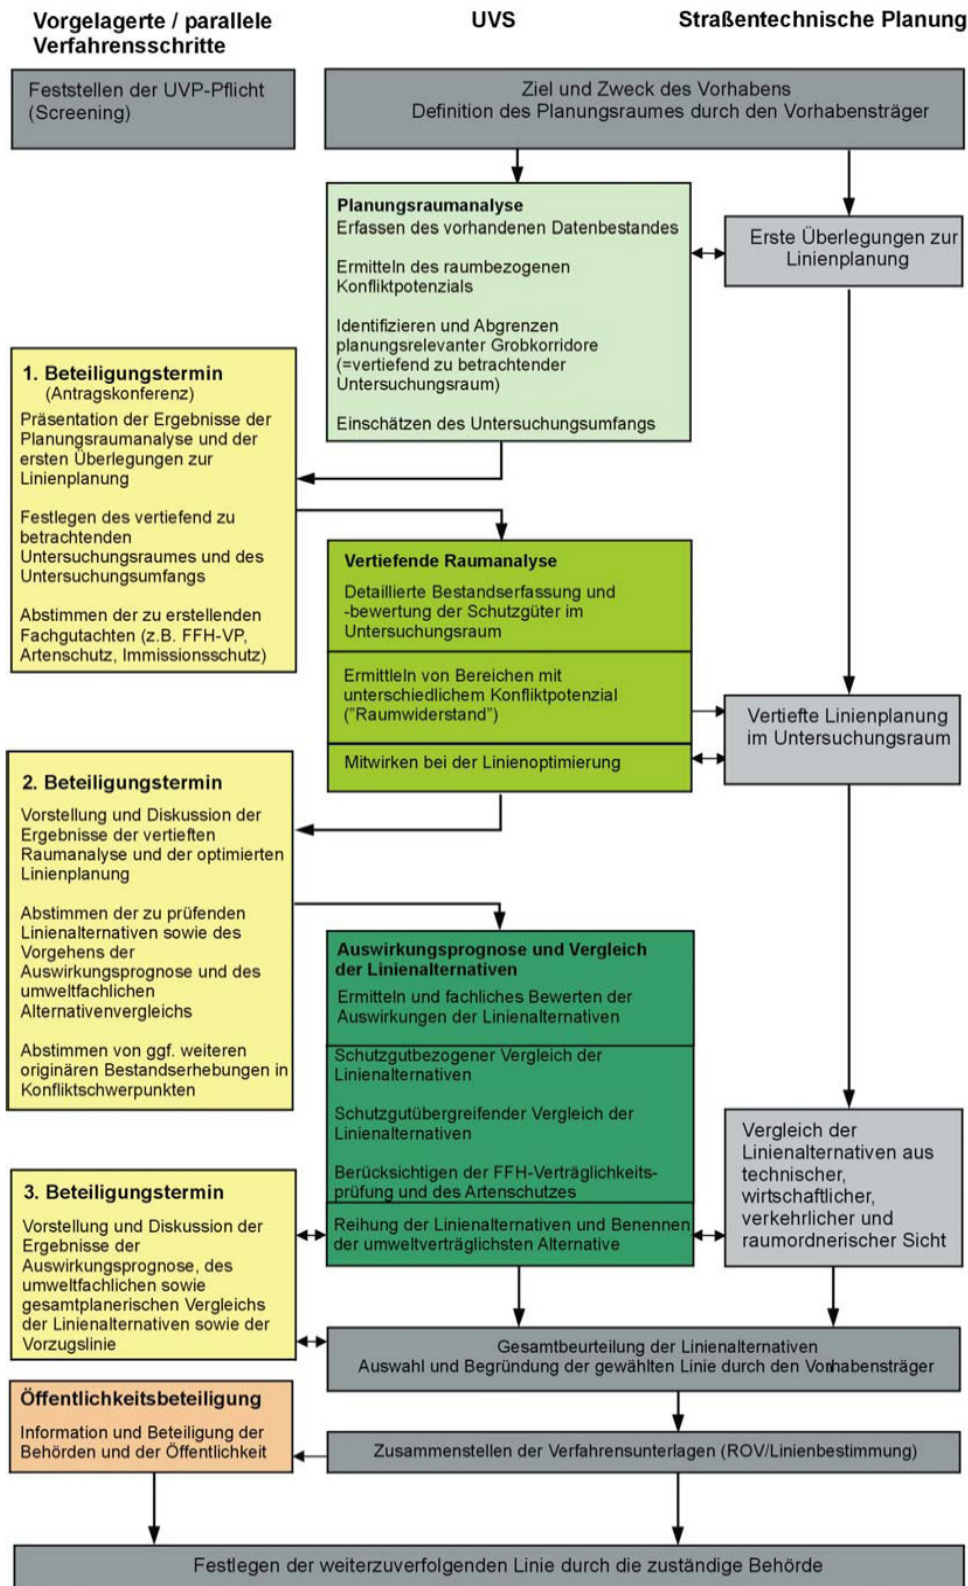 Vorgelagerte / parallele
Verfahrensschritte
UVS
Straßentechnische Planung
Feststellen der UVP-Pflicht
(Screening)
Ziel und Zweck des Vorhabens
Definition des Planungsraumes durch den Vorhabensträger
Planungsraumanalyse
Erfassen des vorhandenen Datenbestandes
Ermitteln des raumbezogenen
Konfliktpotenzials
Identifizieren und Abgrenzen
planungsrelevanter Grobkorridore
(=vertiefend zu betrachtender
Untersuchungsraum)
Einschätzen des Untersuchungsumfangs
Erste Überlegungen zur
Linienplanung
1. Beteiligungstermin
(Antragskonferenz)
Präsentation der Ergebnisse der
Planungsraumanalyse und der
ersten Überlegungen zur
Linienplanung
Festlegen des vertiefend zu
betrachtenden
Untersuchungsraumes und des
Untersuchungsumfangs
Abstimmen der zu erstellenden
Fachgutachten (z.B. FFH-VP,
Artenschutz, Immissionsschutz)
Vertiefende Raumanalyse
Detaillierte Bestandserfassung und
-bewertung der Schutzgüter im
Untersuchungsraum
Ermittleln von Bereichen mit
unterschiedlichem Konfliktpotenzial
("Raumwiderstand")
Mitwirken bei der Linienoptimierung
Vertiefte Linienplanung
im Untersuchungsraum
2. Beteiligungstermin
Vorstellung und Diskussion der
Ergebnisse der vertieften
Raumanalyse und der optimierten
Linienplanung
Abstimmen der zu prüfenden
Linienalternativen sowie des
Vorgehens der
Auswirkungsprognose und des
umweltfachlichen
Alternativenvergleichs
Abstimmen von ggf. weiteren
originären Bestandserhebungen in
Konfliktschwerpunkten
Auswirkungsprognose und Vergleich
der Linienalternativen
Ermitteln und fachliches Bewerten der
Auswirkungen der Linienalternativen
Schutzgutbezogener Vergleich der
Linienalternativen
Schutzgutübergreifender Vergleich der
Linienalternativen
Berücksichtigen der FFH-Verträglichkeits-
prüfung und des Artenschutzes
Reihung der Linienalternativen und Benennen
der umweltverträglichsten Alternative
Vergleich der
Linienalternativen aus
technischer,
wirtschaftlicher,
verkehrlicher und
raumordnerischer Sicht
3. Beteiligungstermin
Vorstellung und Diskussion der
Ergebnisse der
Auswirkungsprognose, des
umweltfachlichen sowie
gesamtplanerischen Vergleichs
der Linienalternativen sowie der
Vorzugslinie
Gesamtbeurteilung der Linienalternativen
Auswahl und Begründung der gewählten Linie durch den Vorhabensträger
Öffentlichkeitsbeteiligung
Information und Beteiligung der
Behörden und der Öffentlichkeit
Zusammenstellen der Verfahrensunterlagen (ROV/Linienbestimmung)
Festlegen der weiterzuverfolgenden Linie durch die zuständige Behörde